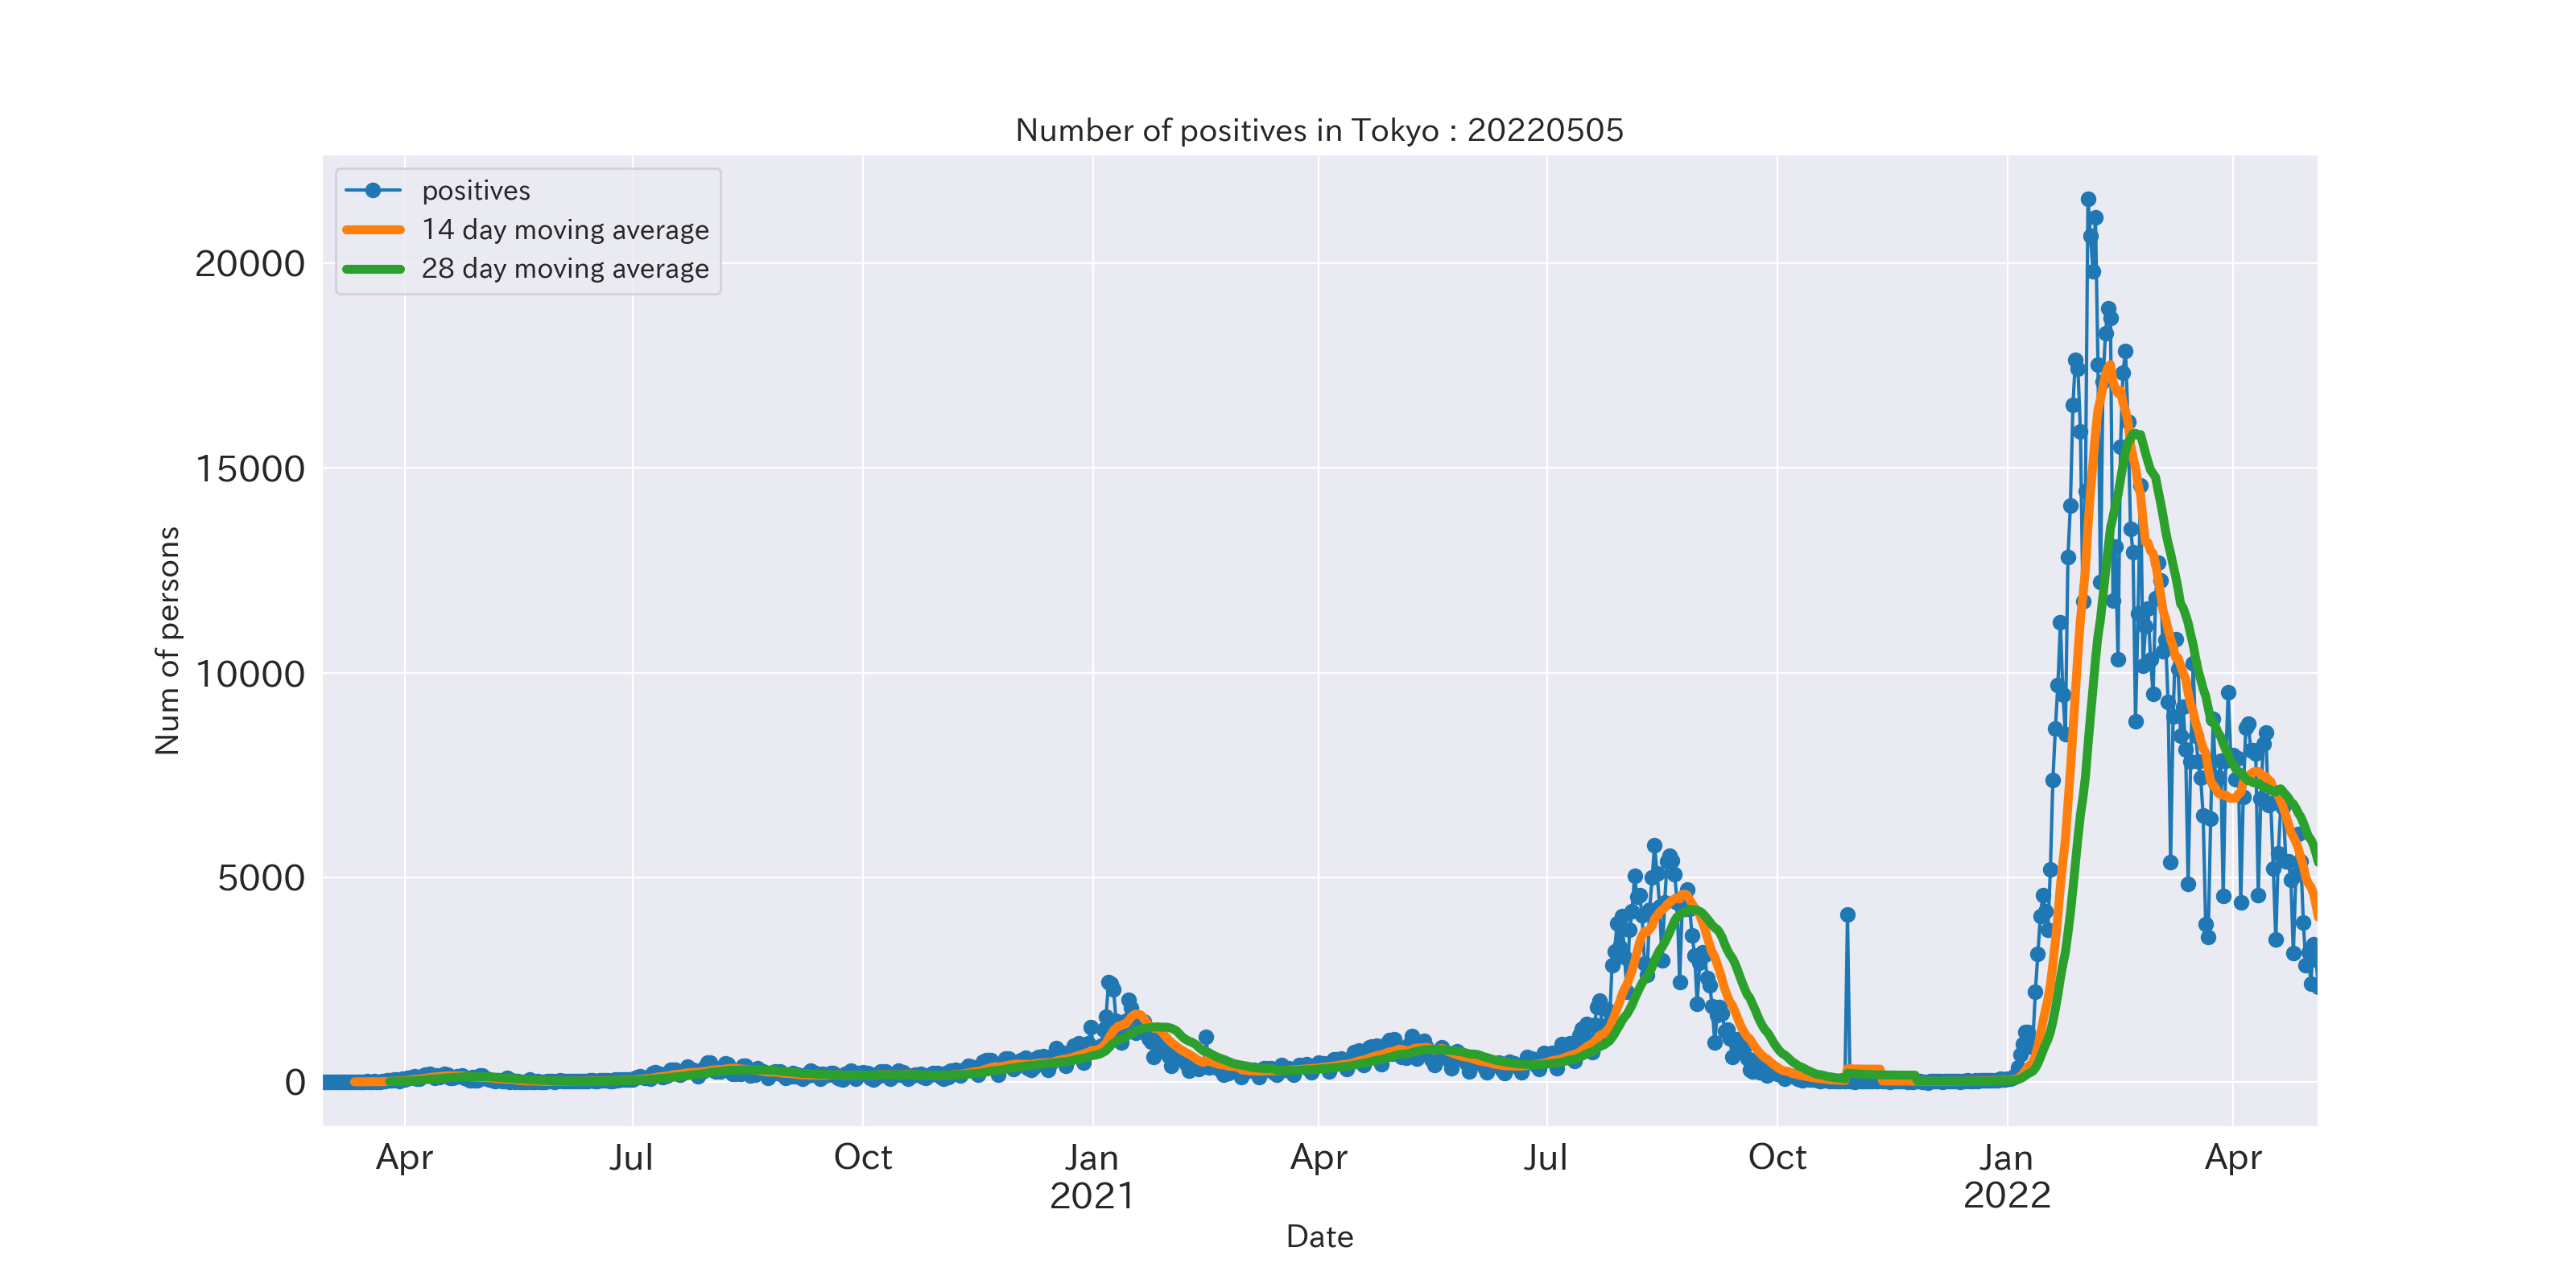 Number of positives in Tokyo : 20220505
positives
14 day moving average
28 day moving average
20000
15000
10000
5000
0
Num of persons
Apr Jul Oct Jan Apr Jul Oct Jan Apr
2021 2022
Date